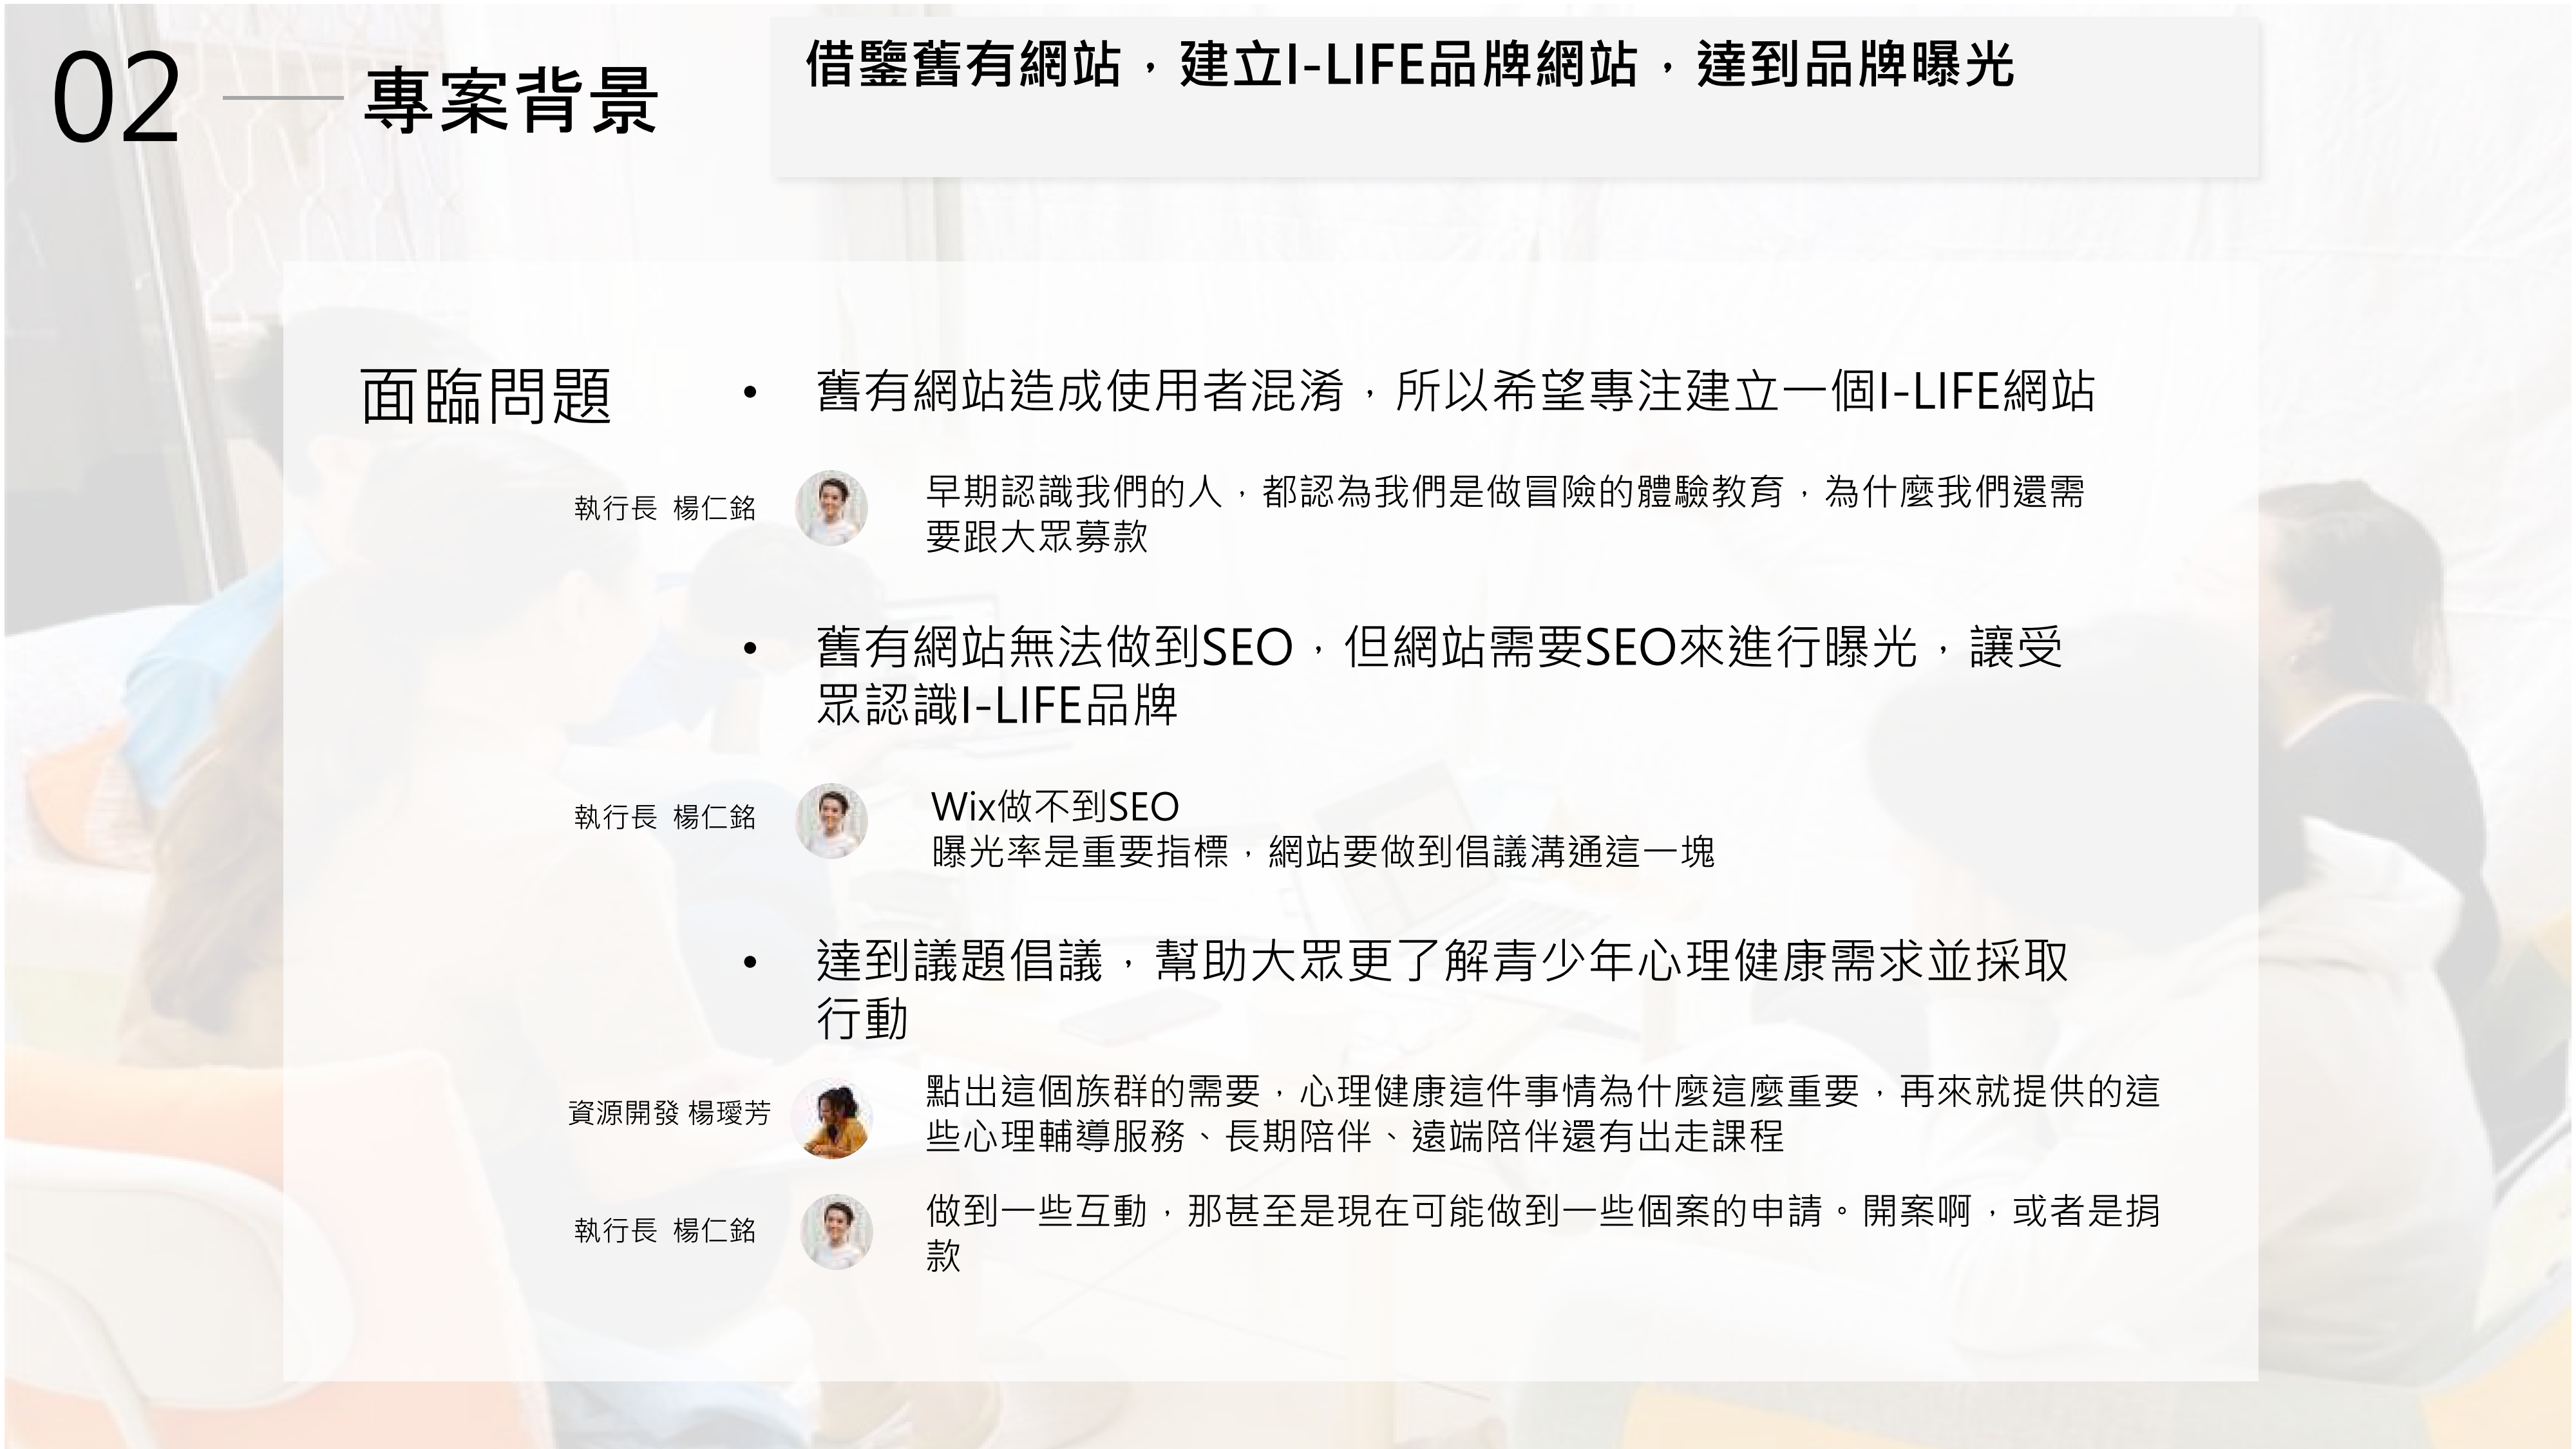 02
專案背景
借鑒舊有網站，建立I-LIFE品牌網站，達到品牌曝光
面臨問題
• 舊有網站造成使用者混淆，所以希望專注建立一個I-LIFE網站
執行長 楊仁銘
早期認識我們的人，都認為我們是做冒險的體驗教育，為什麼我們還需
要跟大眾募款
• 舊有網站無法做到SEO，但網站需要SEO來進行曝光，讓受
眾認識I-LIFE品牌
執行長 楊仁銘
Wix做不到SEO
曝光率是重要指標，網站要做到倡議溝通這一塊
• 達到議題倡議，幫助大眾更了解青少年心理健康需求並採取
行動
資源開發 楊璦芳
點出這個族群的需要，心理健康這件事情為什麼這麼重要，再來就提供的這
些心理輔導服務、長期陪伴、遠端陪伴還有出走課程
執行長 楊仁銘
做到一些互動，那甚至是現在可能做到一些個案的申請。開案啊，或者是捐
款